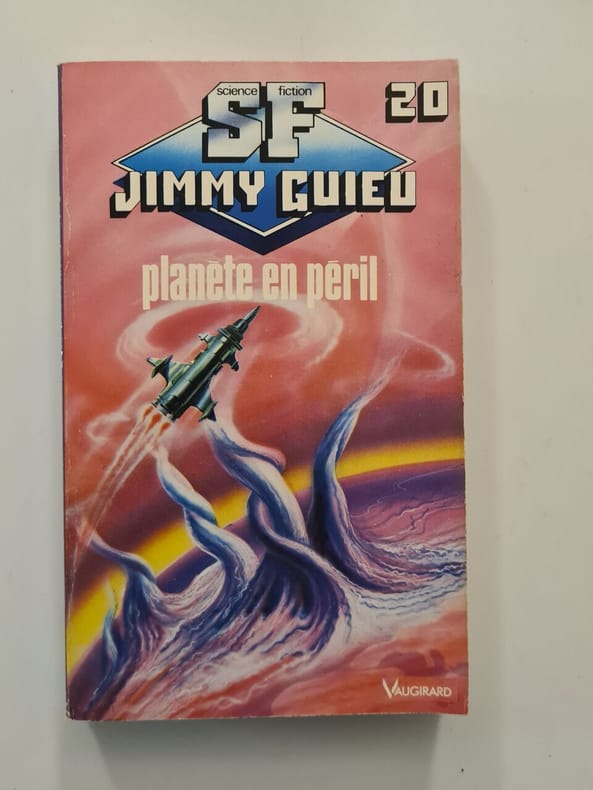 science fiction
SF
20
JIMMY GUIEU
planète en péril
VAUGIRARD